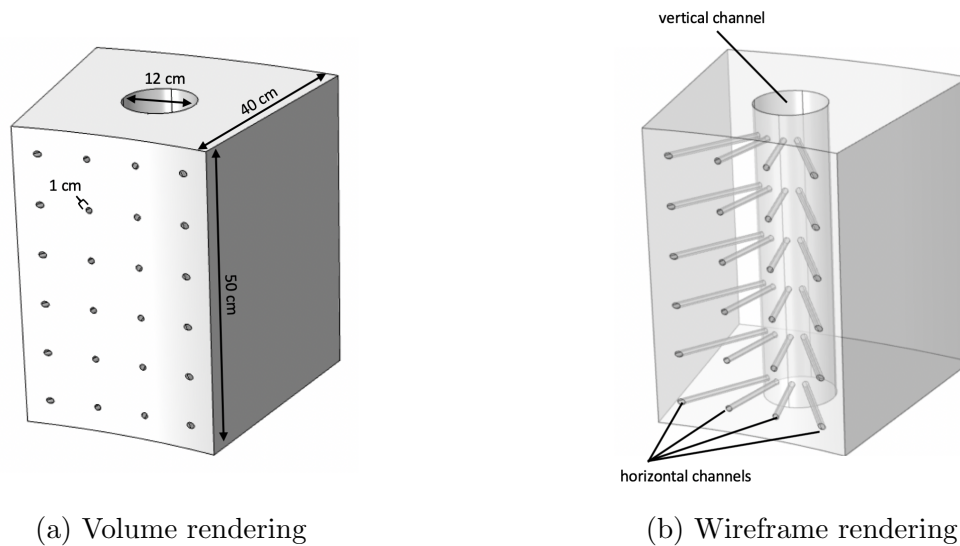 vertical channel
12 cm
40 cm
1 cm
50 cm
horizontal channels
(a) Volume rendering
(b) Wireframe rendering